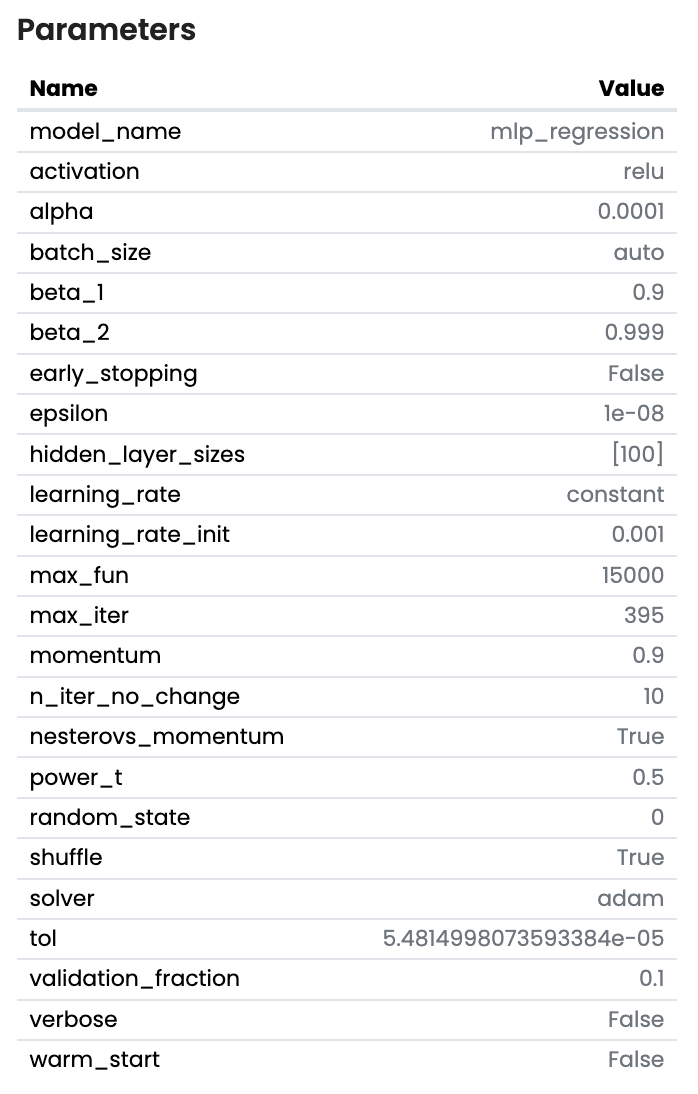 Parameters
Name Value
model_name mlp_regression
activation relu
alpha 0.0001
batch_size auto
beta_1 0.9
beta_2 0.999
early_stopping False
epsilon 1e-08
hidden_layer_sizes [100]
learning_rate constant
learning_rate_init 0.001
max_fun 15000
max_iter 395
momentum 0.9
n_iter_no_change 10
nesterovs_momentum True
power_t 0.5
random_state 0
shuffle True
solver adam
tol 5.4814998073593384e-05
validation_fraction 0.1
verbose False
warm_start False